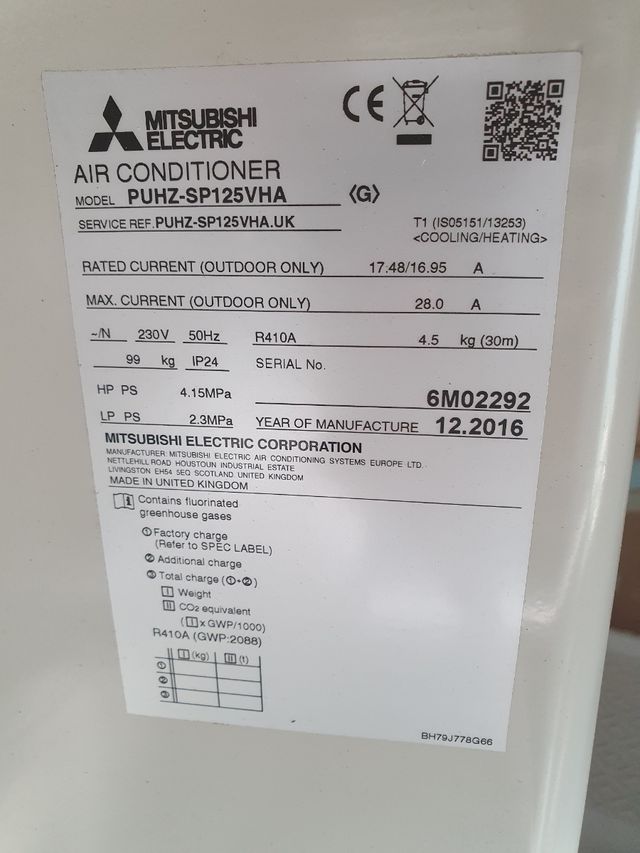 MITSUBISHI
ELECTRIC
CE
AIR CONDITIONER
MODEL PUHZ-SP125VHA 〈G〉
SERVICE REF. PUHZ-SP125VHA.UK T1 (ISO5151/13253)
<COOLING/HEATING>
RATED CURRENT (OUTDOOR ONLY) 17.48/16.95 A
MAX. CURRENT (OUTDOOR ONLY) 28.0 A
~/N 230V 50Hz R410A 4.5 kg (30m)
99 kg IP24 SERIAL No.
HP PS 4.15MPa 6M02292
LP PS 2.3MPa YEAR OF MANUFACTURE 12.2016
MITSUBISHI ELECTRIC CORPORATION
MANUFACTURER: MITSUBISHI ELECTRIC AIR CONDITIONING SYSTEMS EUROPE LTD.
NETTLEHILL ROAD HOUSTOUN INDUSTRIAL ESTATE
LIVINGSTON EH54 5EQ SCOTLAND UNITED KINGDOM
MADE IN UNITED KINGDOM
i Contains fluorinated
greenhouse gases
① Factory charge
(Refer to SPEC LABEL)
② Additional charge
③ Total charge (①+②)
I Weight
II CO2 equivalent
(I x GWP/1000)
R410A (GWP:2088)
I (kg) II (t)
①
②
③
BH79J778G66